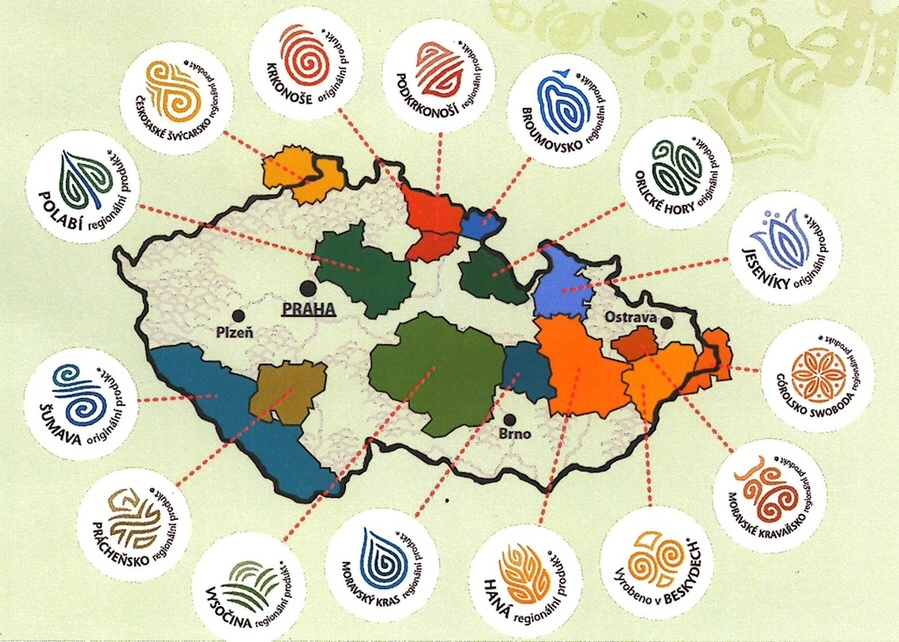 ČESKOSASKÉ ŠVÝCARSKO regionální produkt®
KRKONOŠE originální produkt®
PODKRKONOŠÍ regionální produkt®
BROUMOVSKO regionální produkt®
POLABÍ regionální produkt®
ORLICKÉ HORY originální produkt®
JESENÍKY originální produkt®
PRAHA
Plzeň
Ostrava
Brno
GÓROLSKO SWOBODA regionální produkt®
ŠUMAVA originální produkt®
PRÁCHEŇSKO regionální produkt®
MORAVSKÉ KRAVAŘSKO regionální produkt®
VYSOČINA regionální produkt®
MORAVSKÝ KRAS regionální produkt®
HANÁ regionální produkt®
Vyrobeno v BESKYDECH®